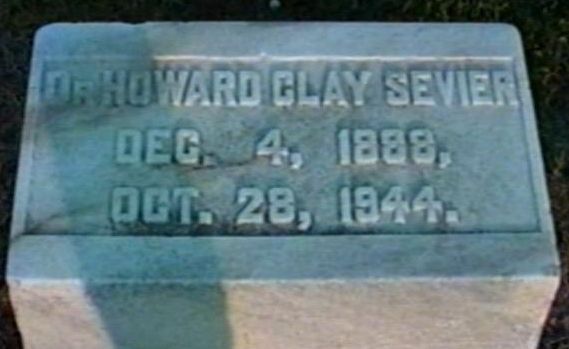 DR HOWARD CLAY SEVIER
DEC. 4, 1888,
OCT. 28, 1944.